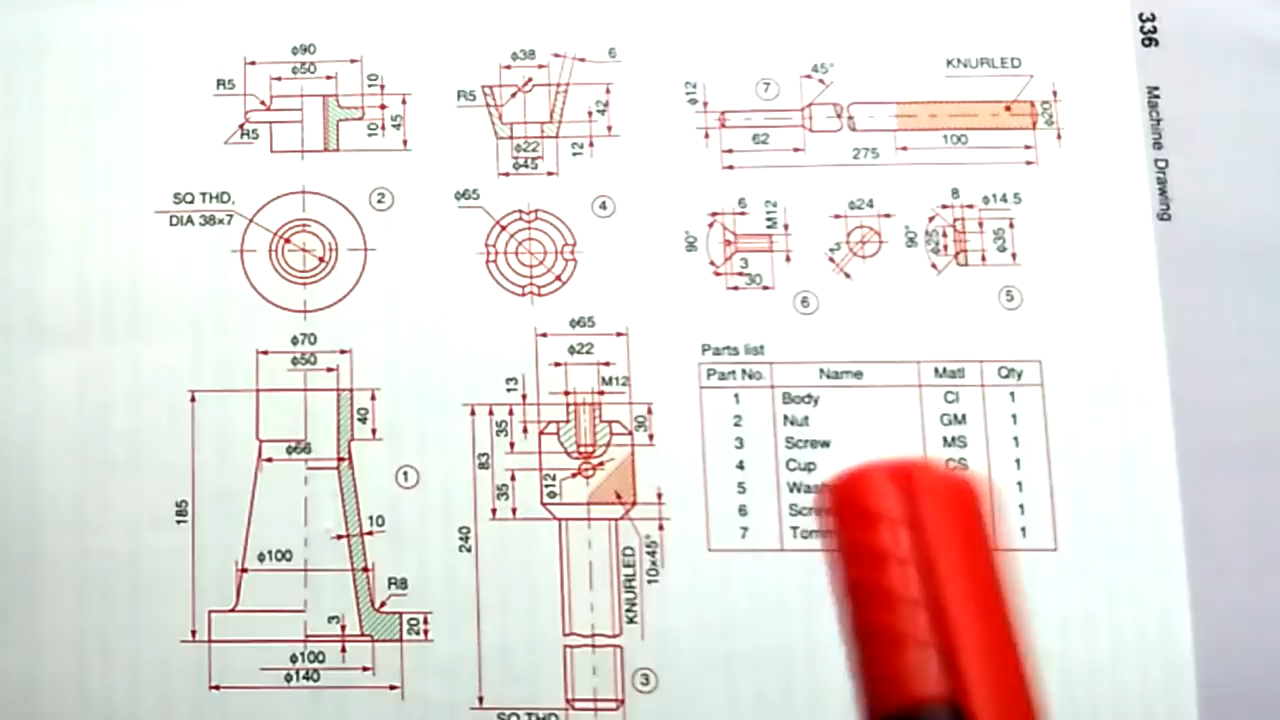 336
Machine Drawing
ϕ90
ϕ50
R5
R5
10
10
45
SQ THD,
DIA 38×7
2
ϕ38
6
R5
42
12
ϕ22
ϕ45
ϕ65
4
7
45°
KNURLED
ϕ12
ϕ20
62
100
275
6
M12
90°
3
30
ϕ24
3
6
8
ϕ14.5
90°
ϕ25
ϕ35
5
ϕ70
ϕ50
40
ϕ66
185
10
ϕ100
R8
3
20
ϕ100
ϕ140
1
ϕ65
ϕ22
M12
13
35
30
83
ϕ12
35
240
KNURLED
10×45°
3
SQ THD
Parts list
Part No. Name Matl Qty
1 Body CI 1
2 Nut GM 1
3 Screw MS 1
4 Cup CS 1
5 1
6 1
7 1